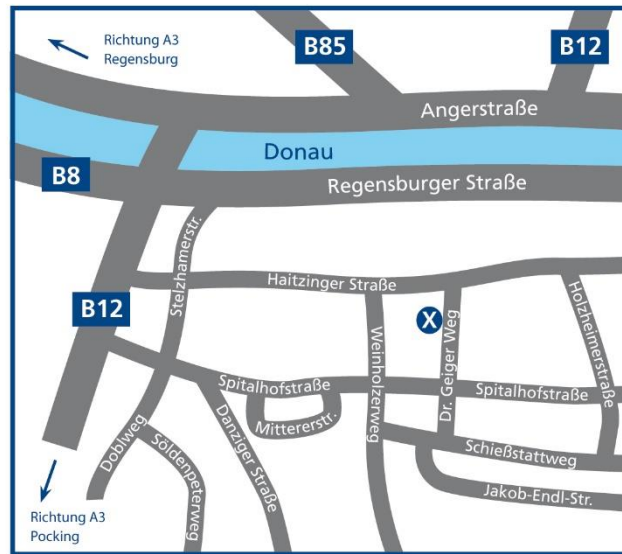 Richtung A3
Regensburg
B85
B12
Angerstraße
Donau
B8
Regensburger Straße
Stelzhamerstr.
Haitzinger Straße
B12
X
Holzheimerstraße
Weinholzerweg
Dr. Geiger Weg
Spitalhofstraße
Spitalhofstraße
Mittererstr.
Danziger Straße
Doblweg
Söldenpeterweg
Schießstattweg
Jakob-Endl-Str.
Richtung A3
Pocking